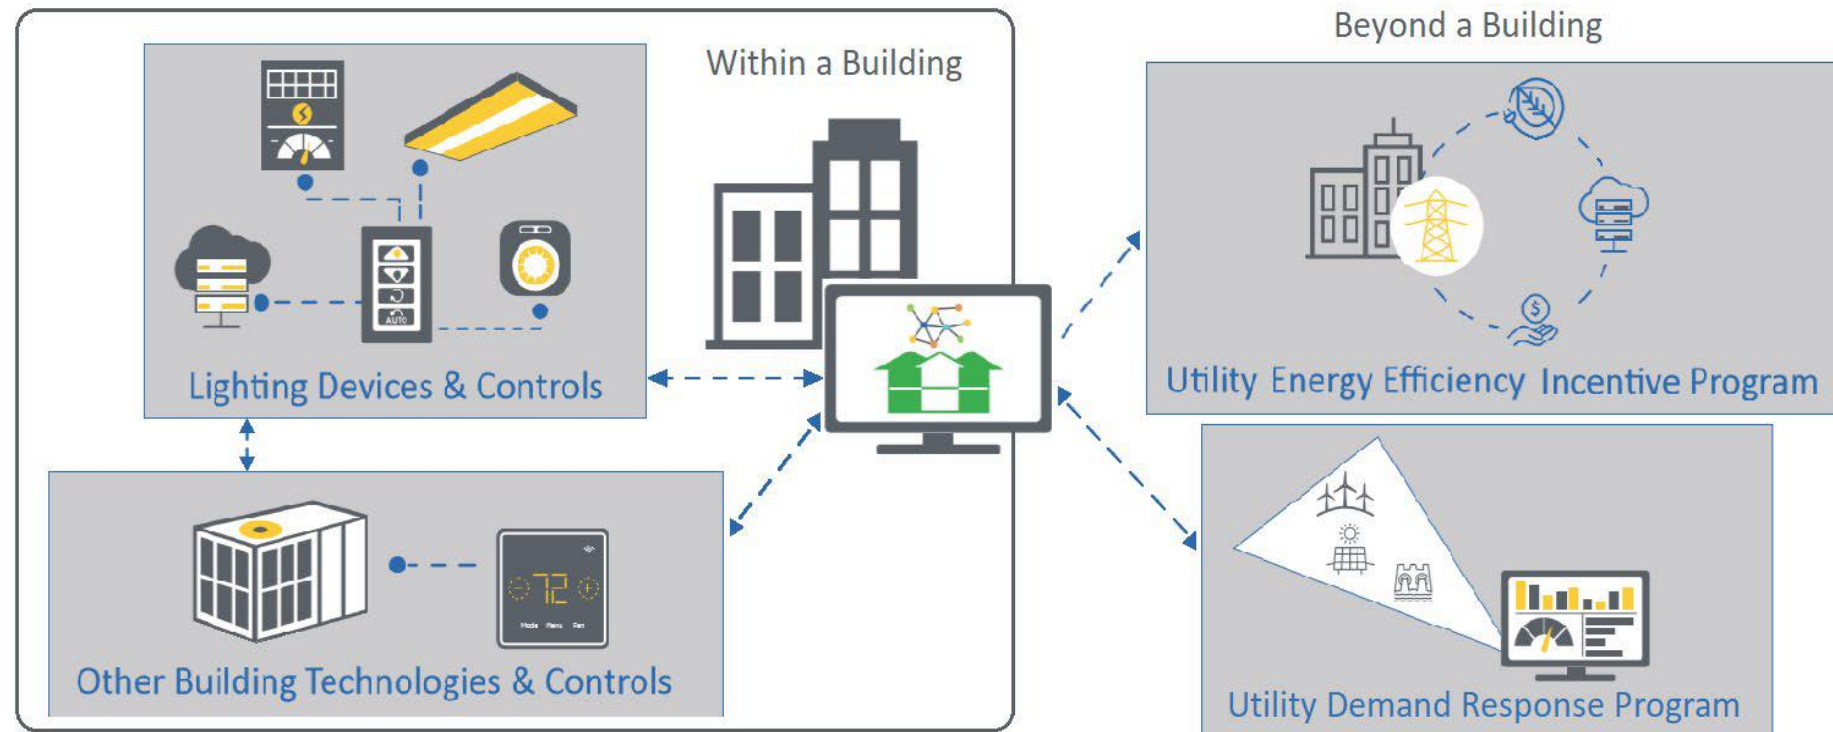 Within a Building
Beyond a Building
AUTO
Lighting Devices & Controls
Utility Energy Efficiency Incentive Program
72
Mode Menu Fan
Other Building Technologies & Controls
$
Utility Demand Response Program